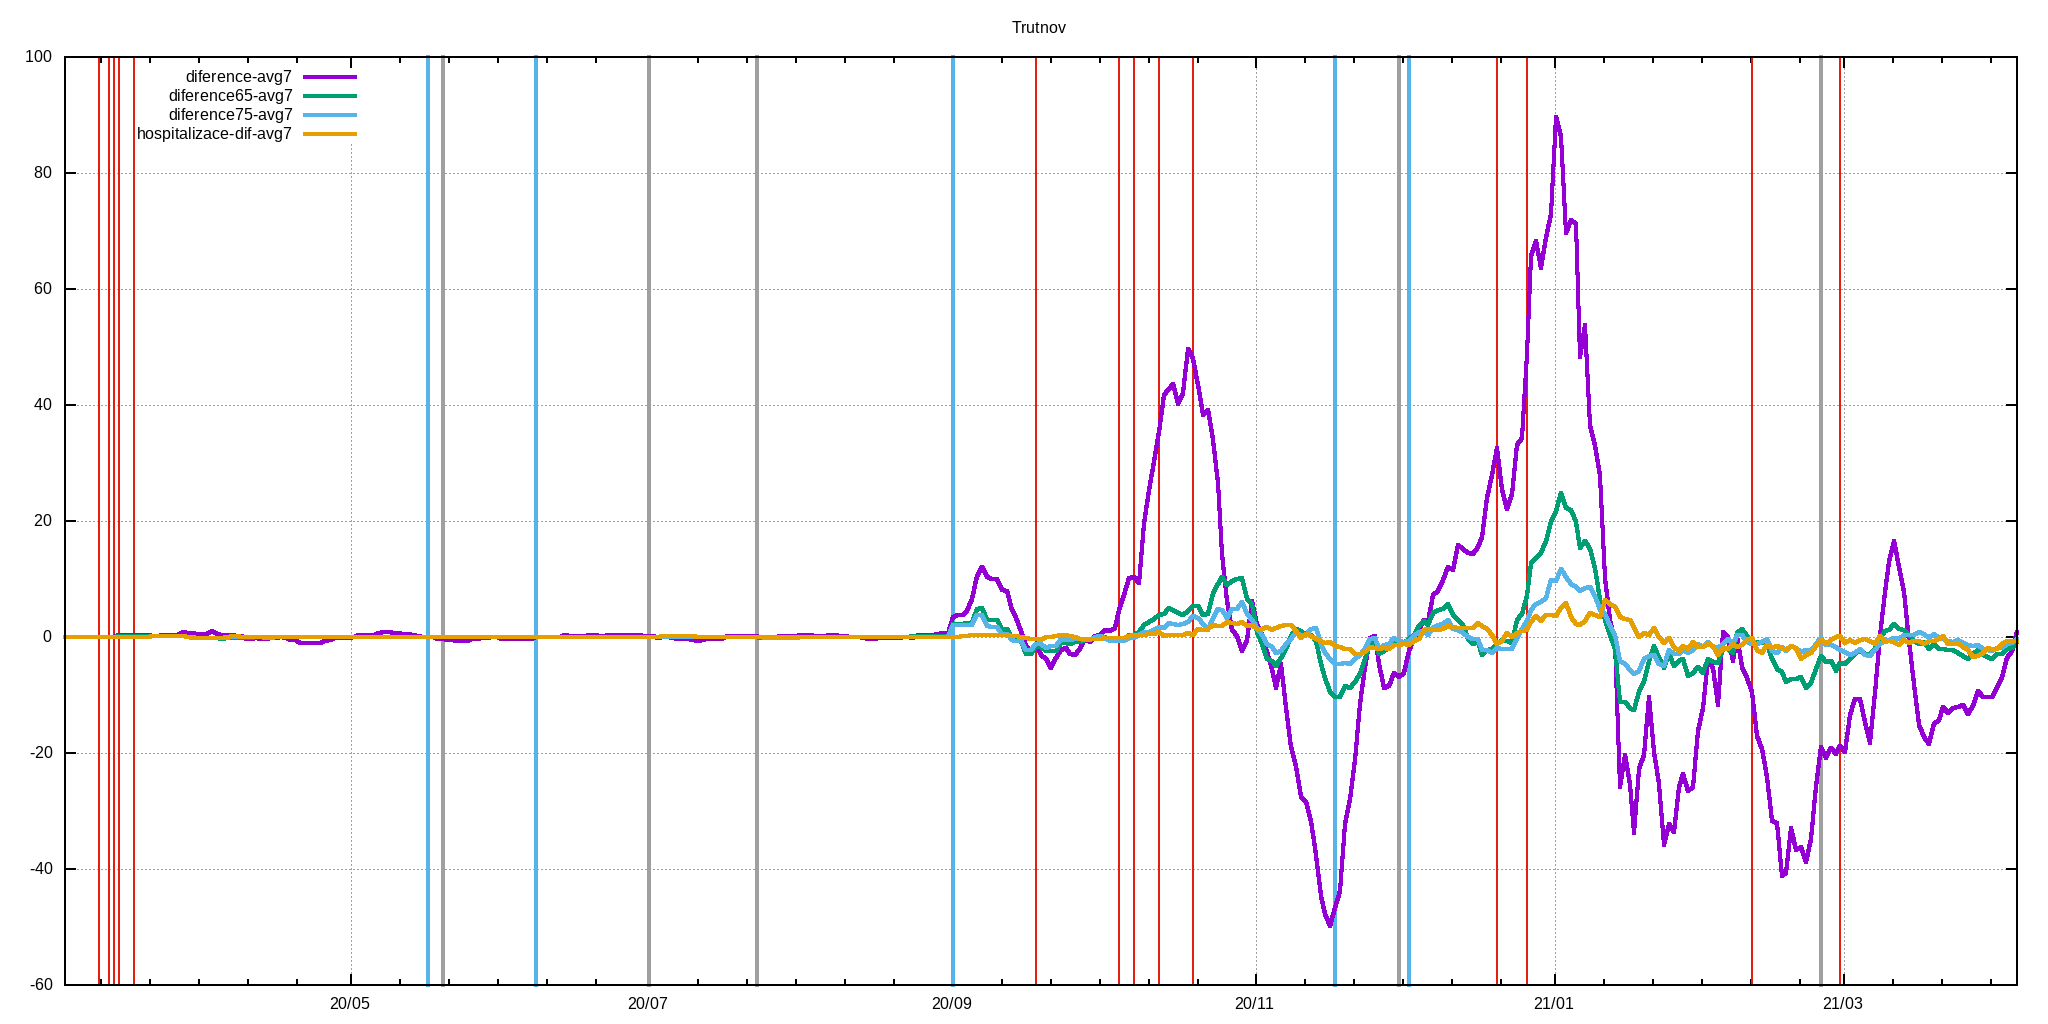 Trutnov
100
80
60
40
20
0
-20
-40
-60
diference-avg7
diference65-avg7
diference75-avg7
hospitalizace-dif-avg7
20/05 20/07 20/09 20/11 21/01 21/03